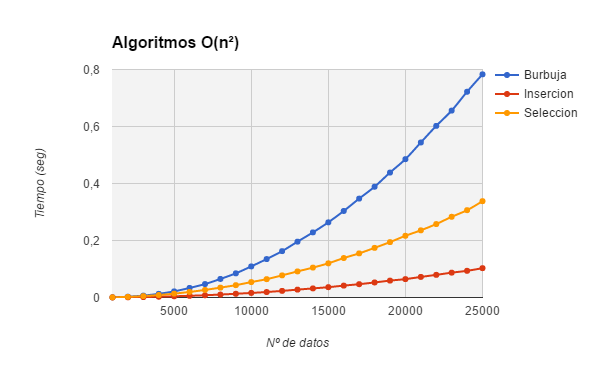 Algoritmos O(n²)
0,8
0,6
0,4
0,2
0
Tiempo (seg)
5000 10000 15000 20000 25000
Nº de datos
Burbuja
Insercion
Seleccion